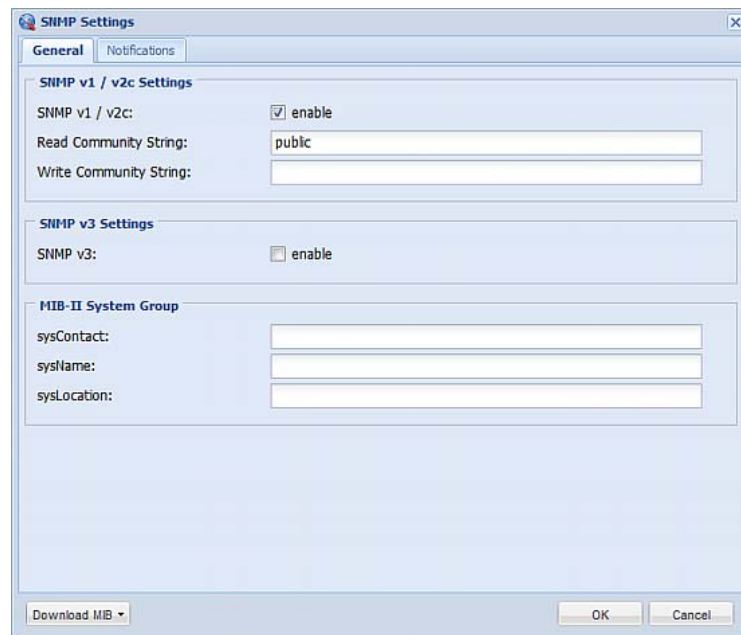 SNMP Settings
General Notifications
SNMP v1 / v2c Settings
SNMP v1 / v2c: enable
Read Community String: public
Write Community String:
SNMP v3 Settings
SNMP v3: enable
MIB-II System Group
sysContact:
sysName:
sysLocation:
Download MIB OK Cancel